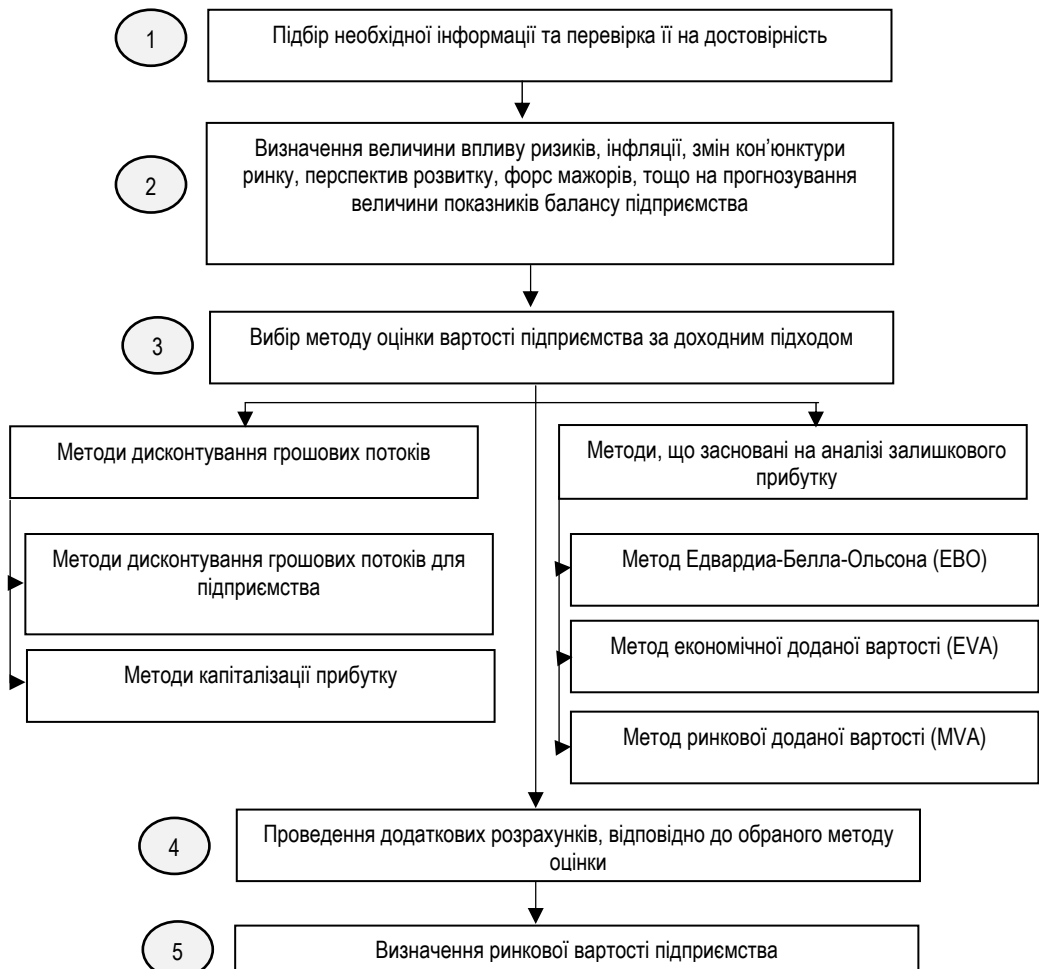 1
Підбір необхідної інформації та перевірка її на достовірність
2
Визначення величини впливу ризиків, інфляції, змін кон’юнктури
ринку, перспектив розвитку, форс мажорів, тощо на прогнозування
величини показників балансу підприємства
3
Вибір методу оцінки вартості підприємства за доходним підходом
Методи дисконтування грошових потоків
Методи дисконтування грошових потоків для
підприємства
Методи капіталізації прибутку
Методи, що засновані на аналізі залишкового
прибутку
Метод Едвардиа-Белла-Ольсона (EBO)
Метод економічної доданої вартості (EVA)
Метод ринкової доданої вартості (MVA)
4
Проведення додаткових розрахунків, відповідно до обраного методу
оцінки
5
Визначення ринкової вартості підприємства